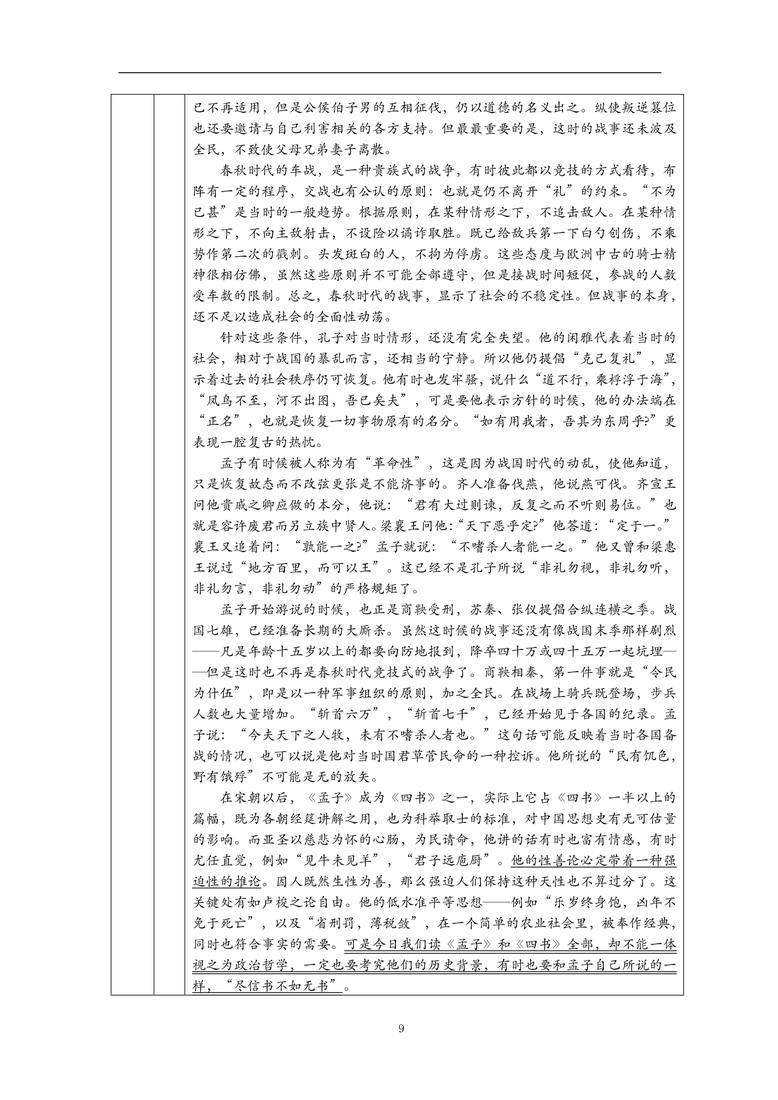 已不再适用，但是公侯伯子男的互相征伐，仍以道德的名义出之。纵使叛逆篡位
也还要邀请与自己利害相关的各方支持。但最最重要的是，这时的战事还未波及
全民，不致使父母兄弟妻子离散。
春秋时代的车战，是一种贵族式的战争，有时彼此都以竞技的方式看待，布
阵有一定的程序，交战也有公认的原则：也就是仍不离开“礼”的约束。“不为
已甚”是当时的一般趋势。根据原则，在某种情形之下，不追击敌人。在某种情
形之下，不向主敌射击，不设险以谲诈取胜。既已给敌兵第一下白勺创伤，不乘
势作第二次的戳刺。头发斑白的人，不拘为俘虏。这些态度与欧洲中古的骑士精
神很相仿佛，虽然这些原则并不可能全部遵守，但是接战时间短促，参战的人数
受车数的限制。总之，春秋时代的战事，显示了社会的不稳定性。但战事的本身，
还不足以造成社会的全面性动荡。
针对这些条件，孔子对当时情形，还没有完全失望。他的闲雅代表着当时的
社会，相对于战国的暴乱而言，还相当的宁静。所以他仍提倡“克己复礼”，显
示着过去的社会秩序仍可恢复。他有时也发牢骚，说什么“道不行，乘桴浮于海”，
“凤鸟不至，河不出图，吾已矣夫”，可是要他表示方针的时候，他的办法端在
“正名”，也就是恢复一切事物原有的名分。“如有用我者，吾其为东周乎?”更
表现一腔复古的热忱。
孟子有时候被人称为有“革命性”，这是因为战国时代的动乱，使他知道，
只是恢复故态而不改弦更张是不能济事的。齐人准备伐燕，他说燕可伐。齐宣王
问他贵戚之卿应做的本分，他说：“君有大过则谏，反复之而不听则易位。”也
就是容许废君而另立族中贤人。梁襄王问他：“天下恶乎定?”他答道：“定于一。”
襄王又追着问：“孰能一之?”孟子就说：“不嗜杀人者能一之。”他又曾和梁惠
王说过“地方百里，而可以王”。这已经不是孔子所说“非礼勿视，非礼勿听，
非礼勿言，非礼勿动”的严格规矩了。
孟子开始游说的时候，也正是商鞅受刑，苏秦、张仪提倡合纵连横之季。战
国七雄，已经准备长期的大厮杀。虽然这时候的战事还没有像战国末季那样剧烈
——凡是年龄十五岁以上的都要向防地报到，降卒四十万或四十五万一起坑埋—
—但是这时也不再是春秋时代竞技式的战争了。商鞅相秦，第一件事就是“令民
为什伍”，即是以一种军事组织的原则，加之全民。在战场上骑兵既登场，步兵
人数也大量增加。“斩首六万”，“斩首七千”，已经开始见于各国的纪录。孟
子说：“今夫天下之人牧，未有不嗜杀人者也。”这句话可能反映着当时各国备
战的情况，也可以说是他对当时国君草菅民命的一种控诉。他所说的“民有饥色，
野有饿殍”不可能是无的放矢。
在宋朝以后，《孟子》成为《四书》之一，实际上它占《四书》一半以上的
篇幅，既为各朝经筵讲解之用，也为科举取士的标准，对中国思想史有无可估量
的影响。而亚圣以慈悲为怀的心肠，为民请命，他讲的话有时也富有情感，有时
尤任直觉，例如“见牛未见羊”，“君子远庖厨”。他的性善论必定带着一种强
迫性的推论。因人既然生性为善，那么强迫人们保持这种天性也不算过分了。这
关键处有如卢梭之论自由。他的低水准平等思想——例如“乐岁终身饱，凶年不
免于死亡”，以及“省刑罚，薄税敛”，在一个简单的农业社会里，被奉作经典，
同时也符合事实的需要。可是今日我们读《孟子》和《四书》全部，却不能一体
视之为政治哲学，一定也要考究他们的历史背景，有时也要和孟子自己所说的一
样，“尽信书不如无书”。
9